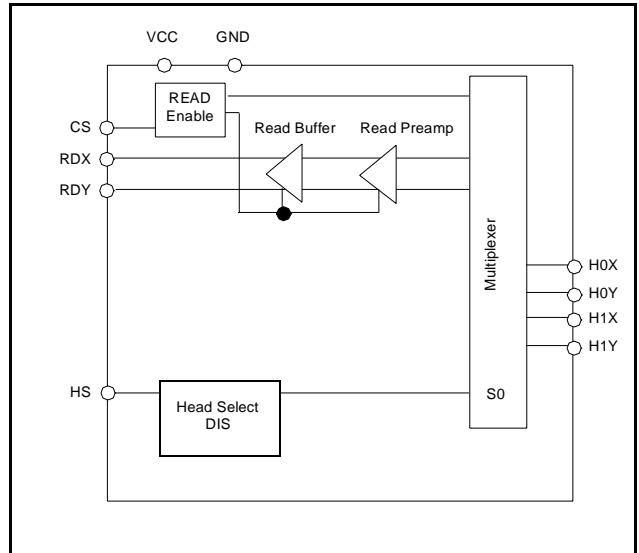 VCC GND
READ
Enable
CS
Read Buffer Read Preamp
RDX
RDY
Multiplexer
H0X
H0Y
H1X
H1Y
HS
S0
Head Select
DIS